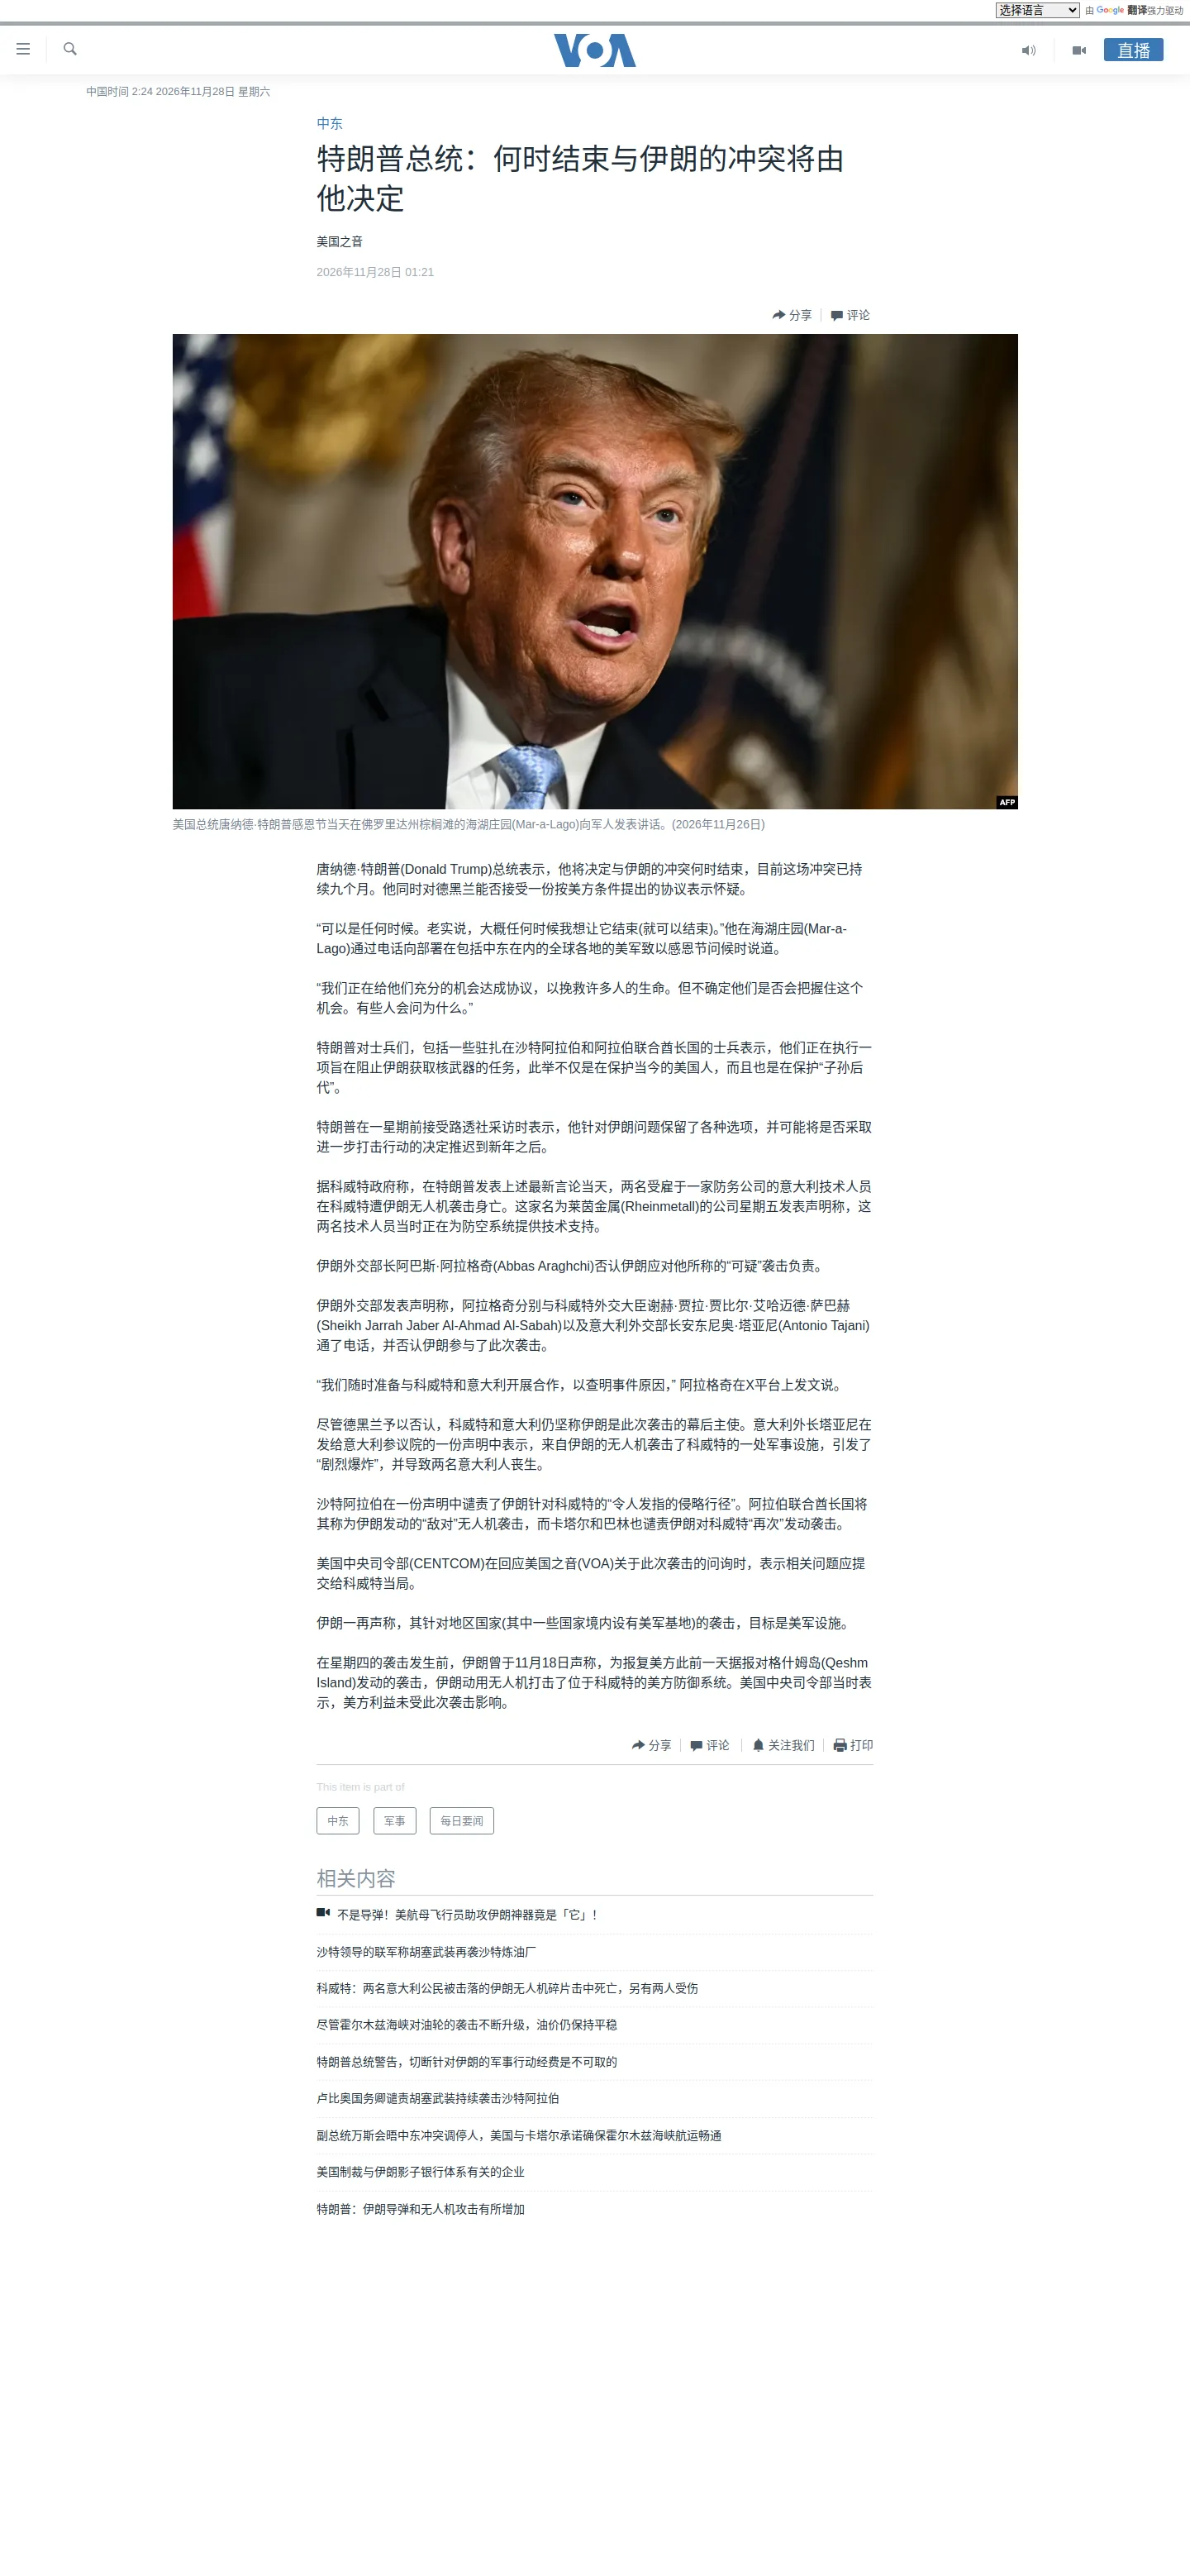 选择语言
由 Google 翻译强力驱动
VOA
直播
中国时间 2:24 2026年11月28日 星期六
中东
特朗普总统：何时结束与伊朗的冲突将由
他决定
美国之音
2026年11月28日 01:21
分享
评论
AFP
美国总统唐纳德·特朗普感恩节当天在佛罗里达州棕榈滩的海湖庄园(Mar-a-Lago)向军人发表讲话。(2026年11月26日)
唐纳德·特朗普(Donald Trump)总统表示，他将决定与伊朗的冲突何时结束，目前这场冲突已持
续九个月。他同时对德黑兰能否接受一份按美方条件提出的协议表示怀疑。
“可以是任何时候。老实说，大概任何时候我想让它结束(就可以结束)。”他在海湖庄园(Mar-a-
Lago)通过电话向部署在包括中东在内的全球各地的美军致以感恩节问候时说道。
“我们正在给他们充分的机会达成协议，以挽救许多人的生命。但不确定他们是否会把握住这个
机会。有些人会问为什么。”
特朗普对士兵们，包括一些驻扎在沙特阿拉伯和阿拉伯联合酋长国的士兵表示，他们正在执行一
项旨在阻止伊朗获取核武器的任务，此举不仅是在保护当今的美国人，而且也是在保护“子孙后
代”。
特朗普在一星期前接受路透社采访时表示，他针对伊朗问题保留了各种选项，并可能将是否采取
进一步打击行动的决定推迟到新年之后。
据科威特政府称，在特朗普发表上述最新言论当天，两名受雇于一家防务公司的意大利技术人员
在科威特遭伊朗无人机袭击身亡。这家名为莱茵金属(Rheinmetall)的公司星期五发表声明称，这
两名技术人员当时正在为防空系统提供技术支持。
伊朗外交部长阿巴斯·阿拉格奇(Abbas Araghchi)否认伊朗应对他所称的“可疑”袭击负责。
伊朗外交部发表声明称，阿拉格奇分别与科威特外交大臣谢赫·贾拉·贾比尔·艾哈迈德·萨巴赫
(Sheikh Jarrah Jaber Al-Ahmad Al-Sabah)以及意大利外交部长安东尼奥·塔亚尼(Antonio Tajani)
通了电话，并否认伊朗参与了此次袭击。
“我们随时准备与科威特和意大利开展合作，以查明事件原因，” 阿拉格奇在X平台上发文说。
尽管德黑兰予以否认，科威特和意大利仍坚称伊朗是此次袭击的幕后主使。意大利外长塔亚尼在
发给意大利参议院的一份声明中表示，来自伊朗的无人机袭击了科威特的一处军事设施，引发了
“剧烈爆炸”，并导致两名意大利人丧生。
沙特阿拉伯在一份声明中谴责了伊朗针对科威特的“令人发指的侵略行径”。阿拉伯联合酋长国将
其称为伊朗发动的“敌对”无人机袭击，而卡塔尔和巴林也谴责伊朗对科威特“再次”发动袭击。
美国中央司令部(CENTCOM)在回应美国之音(VOA)关于此次袭击的问询时，表示相关问题应提
交给科威特当局。
伊朗一再声称，其针对地区国家(其中一些国家境内设有美军基地)的袭击，目标是美军设施。
在星期四的袭击发生前，伊朗曾于11月18日声称，为报复美方此前一天据报对格什姆岛(Qeshm
Island)发动的袭击，伊朗动用无人机打击了位于科威特的美方防御系统。美国中央司令部当时表
示，美方利益未受此次袭击影响。
分享
评论
关注我们
打印
This item is part of
中东
军事
每日要闻
相关内容
不是导弹！美航母飞行员助攻伊朗神器竟是「它」！
沙特领导的联军称胡塞武装再袭沙特炼油厂
科威特：两名意大利公民被击落的伊朗无人机碎片击中死亡，另有两人受伤
尽管霍尔木兹海峡对油轮的袭击不断升级，油价仍保持平稳
特朗普总统警告，切断针对伊朗的军事行动经费是不可取的
卢比奥国务卿谴责胡塞武装持续袭击沙特阿拉伯
副总统万斯会晤中东冲突调停人，美国与卡塔尔承诺确保霍尔木兹海峡航运畅通
美国制裁与伊朗影子银行体系有关的企业
特朗普：伊朗导弹和无人机攻击有所增加